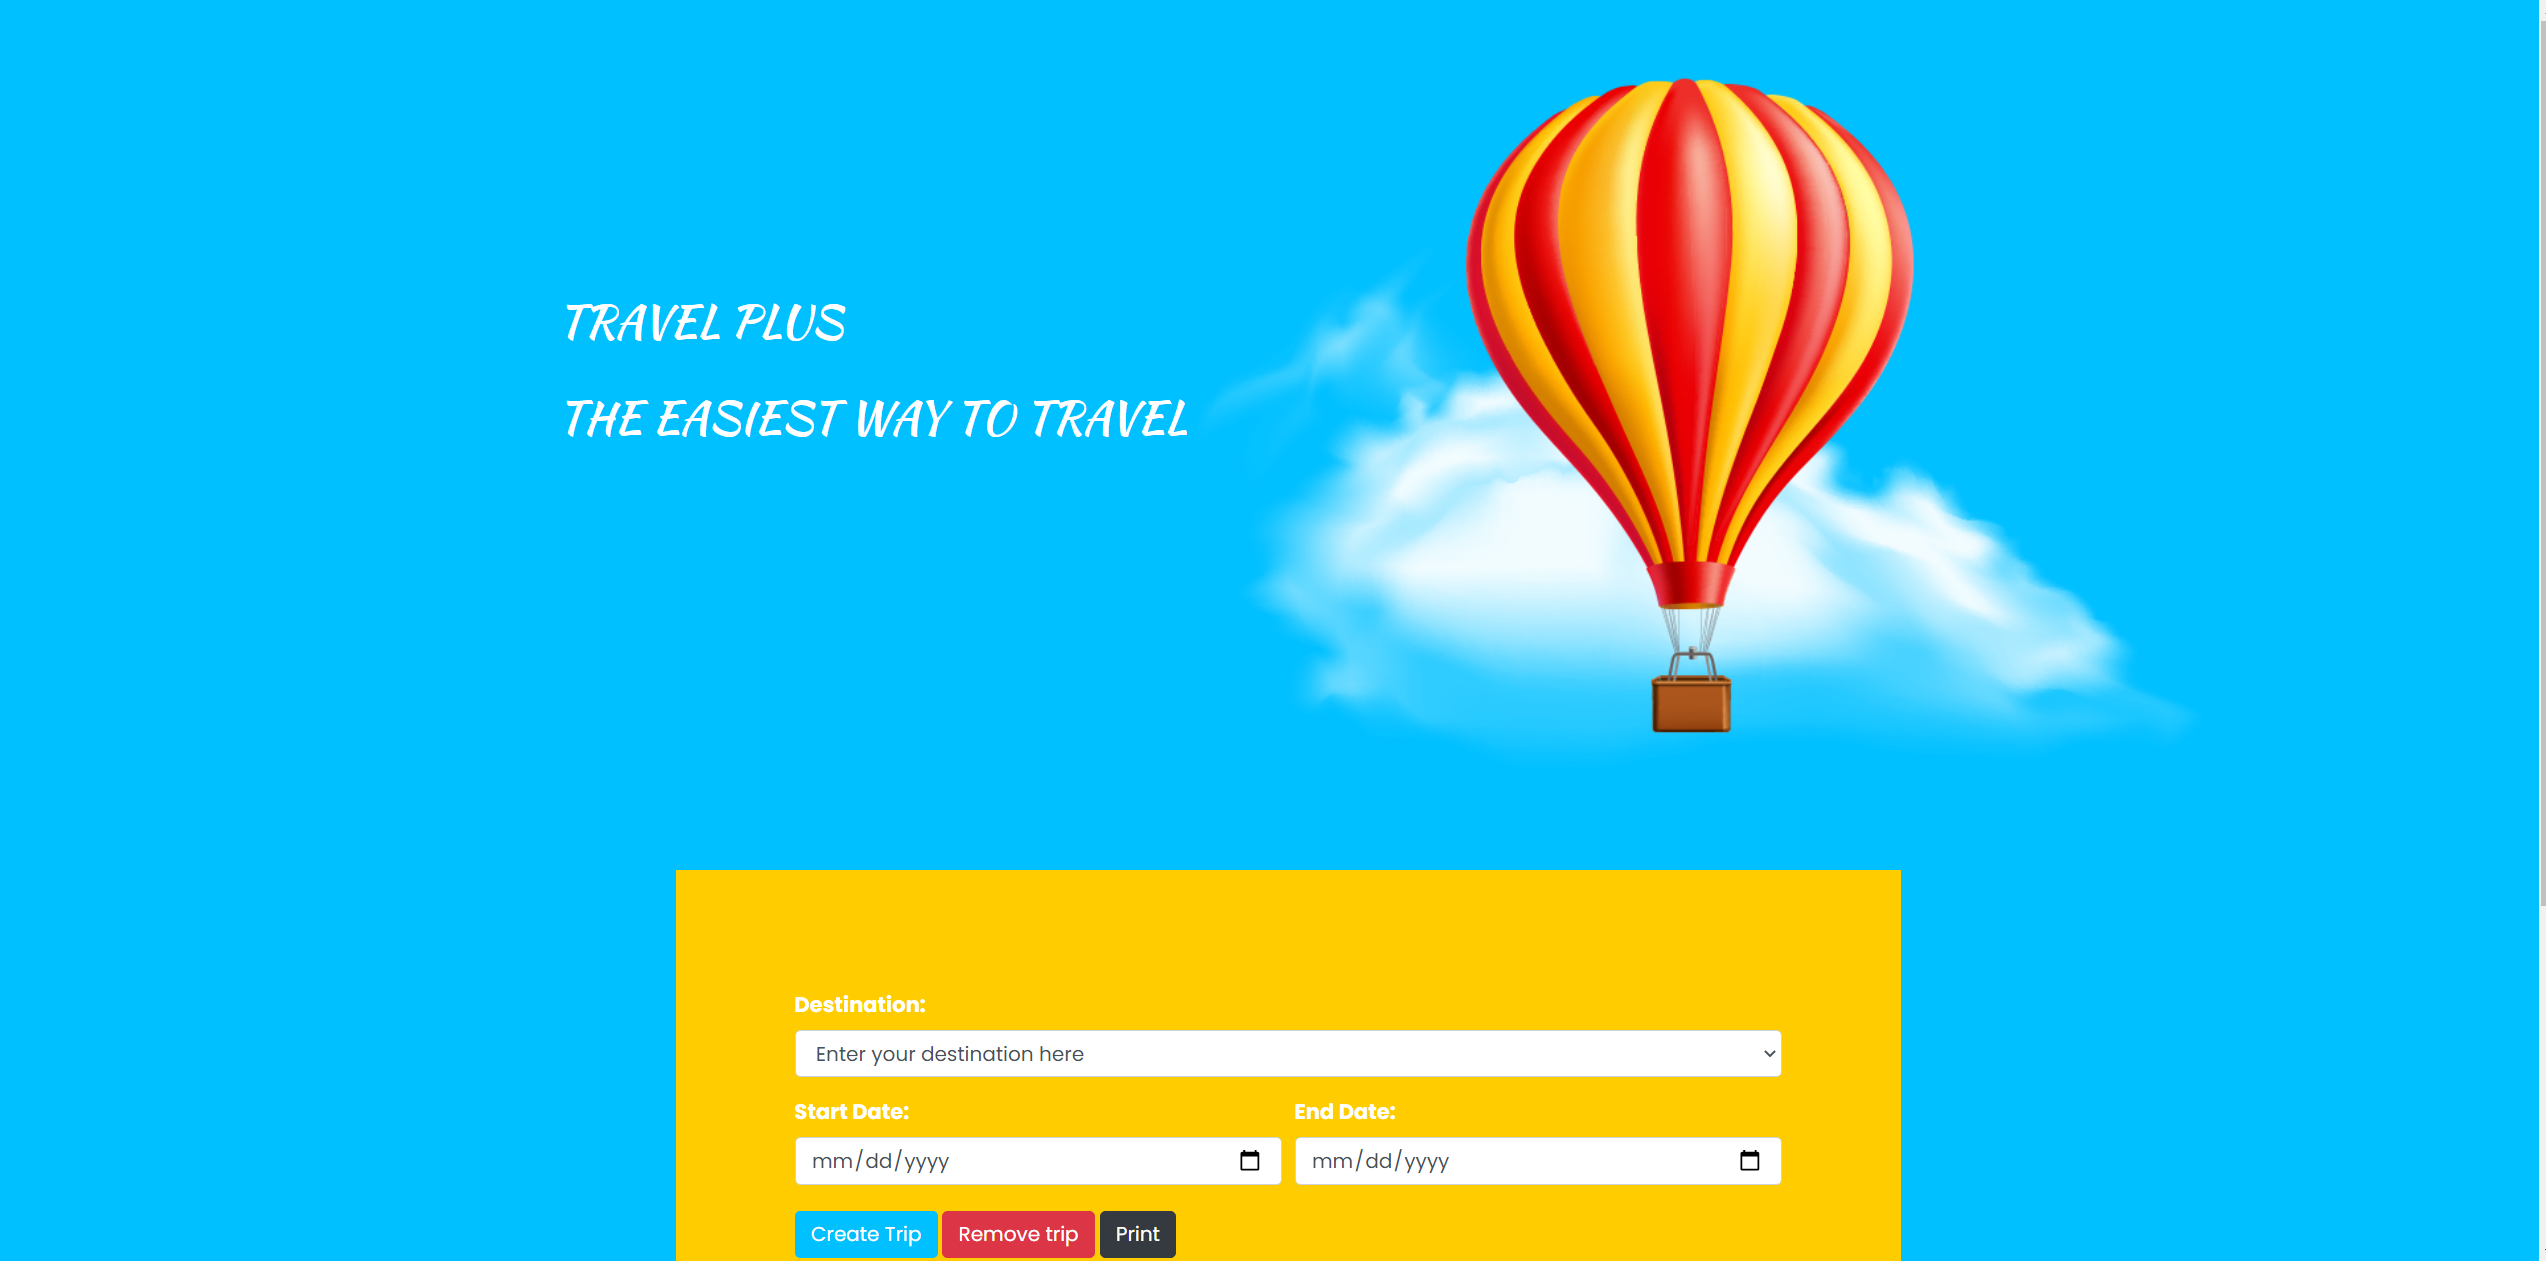 TRAVEL PLUS
THE EASIEST WAY TO TRAVEL
Destination:
Enter your destination here
Start Date: End Date:
mm/dd/yyyy mm/dd/yyyy
Create Trip Remove trip Print